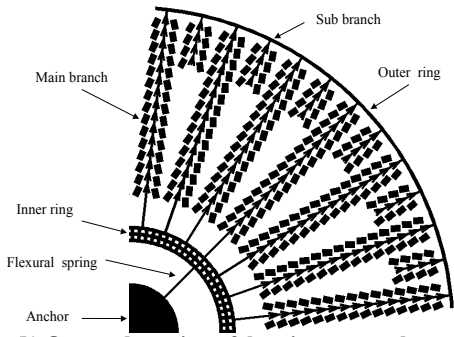 Sub branch
Outer ring
Main branch
Inner ring
Flexural spring
Anchor